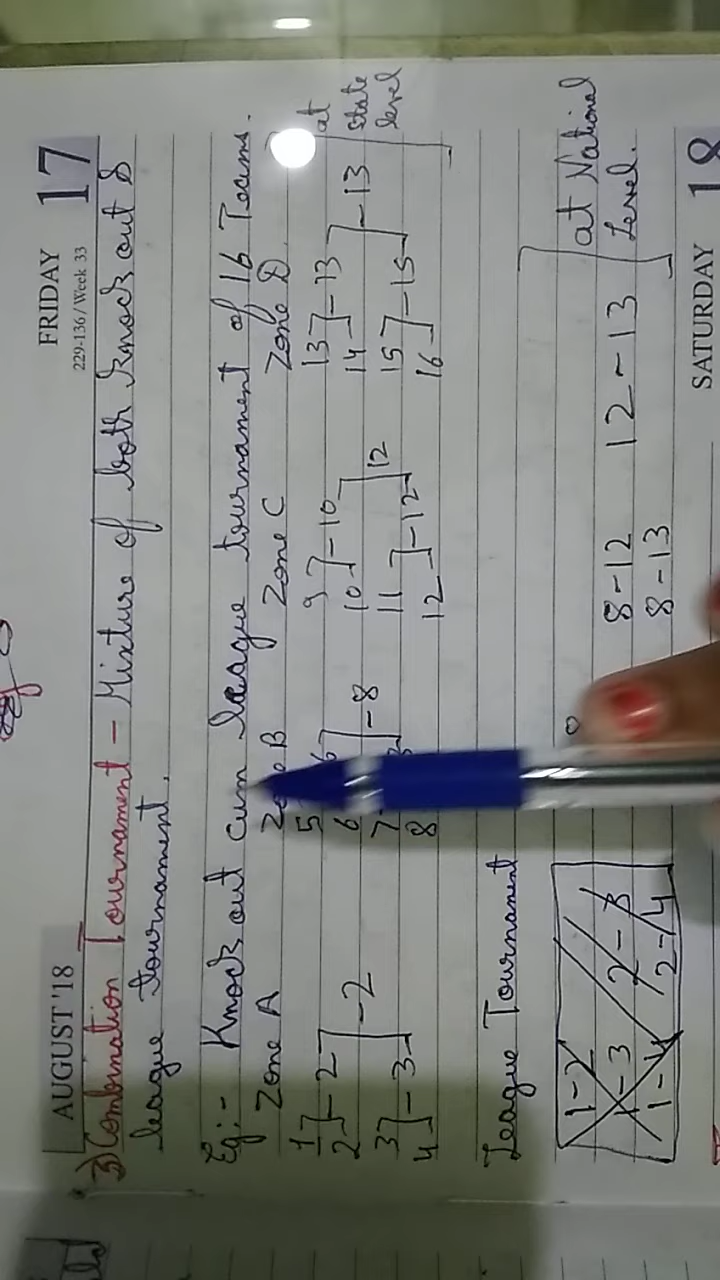 AUGUST '18 FRIDAY 17
229-136/Week 33
3) Combination Tournament - Mixture of both Knock out &
league tournament.
Eg:- Knock out cum league tournament of 16 Teams.
Zone A Zone B Zone C Zone D
1 ]- 2 5 6 9 ]- 10 13 ]- 13 at
2 ]- 2 6 ]- 8 10 ] 12 14 ]- 13 State
3 ]- 3 7 8 11 ]- 12 15 ]- 15 level
4 8 12 16
League Tournament
1-2
1-3 2-3 8-12 12-13 at National
1-4 2-4 8-13 Level.
SATURDAY 18